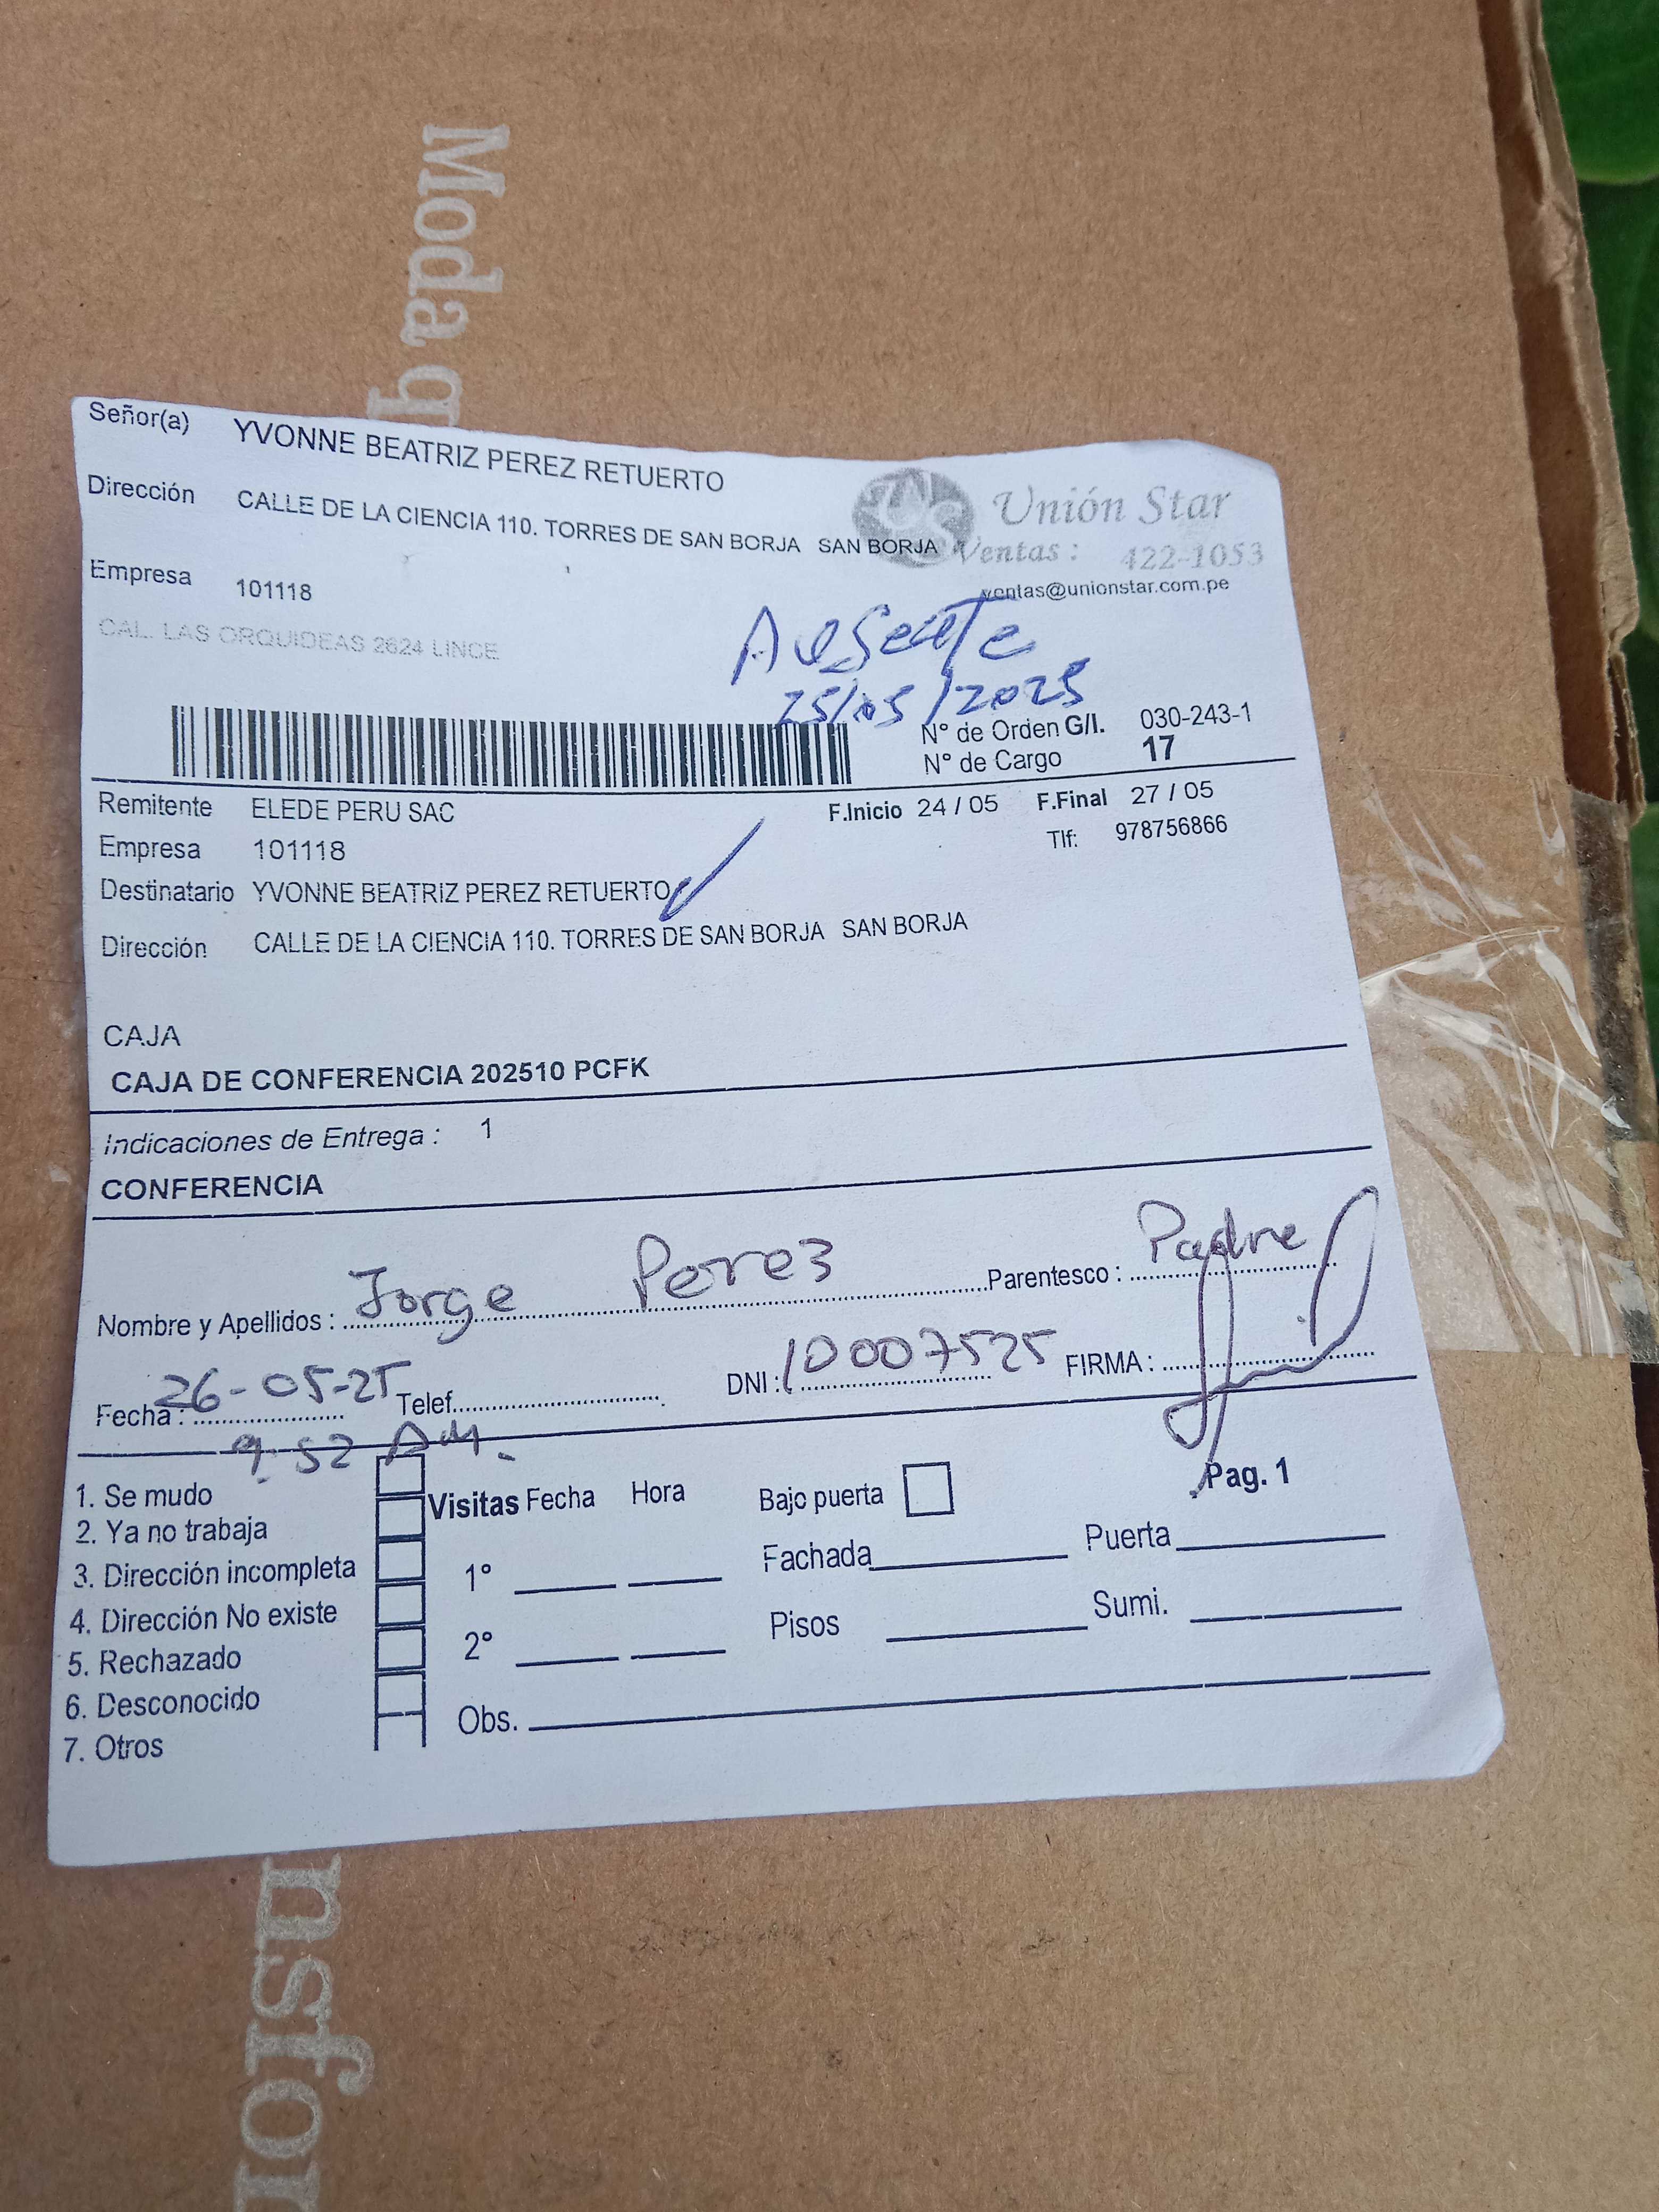 Moda q
Señor(a) YVONNE BEATRIZ PEREZ RETUERTO
Dirección CALLE DE LA CIENCIA 110. TORRES DE SAN BORJA SAN BORJA
Unión Star
Ventas : 422-1053
ventas@unionstar.com.pe
Empresa 101118
CAL. LAS ORQUIDEAS 2624 LINCE
Ausente
25/05/2025
N° de Orden G/I. 030-243-1
N° de Cargo 17
Remitente ELEDE PERU SAC F.Inicio 24 / 05 F.Final 27 / 05
Empresa 101118 Tlf: 978756866
Destinatario YVONNE BEATRIZ PEREZ RETUERTO
Dirección CALLE DE LA CIENCIA 110. TORRES DE SAN BORJA SAN BORJA
CAJA
CAJA DE CONFERENCIA 202510 PCFK
Indicaciones de Entrega : 1
CONFERENCIA
Nombre y Apellidos : Jorge Perez Parentesco : Padre
Fecha : 26-05-25 Telef. DNI : 10007525 FIRMA :
9:52 AM.
1. Se mudo
2. Ya no trabaja
3. Dirección incompleta
4. Dirección No existe
5. Rechazado
6. Desconocido
7. Otros
Visitas Fecha Hora
1°
2°
Obs.
Bajo puerta
Fachada
Pisos
Pag. 1
Puerta
Sumi.
nsfor